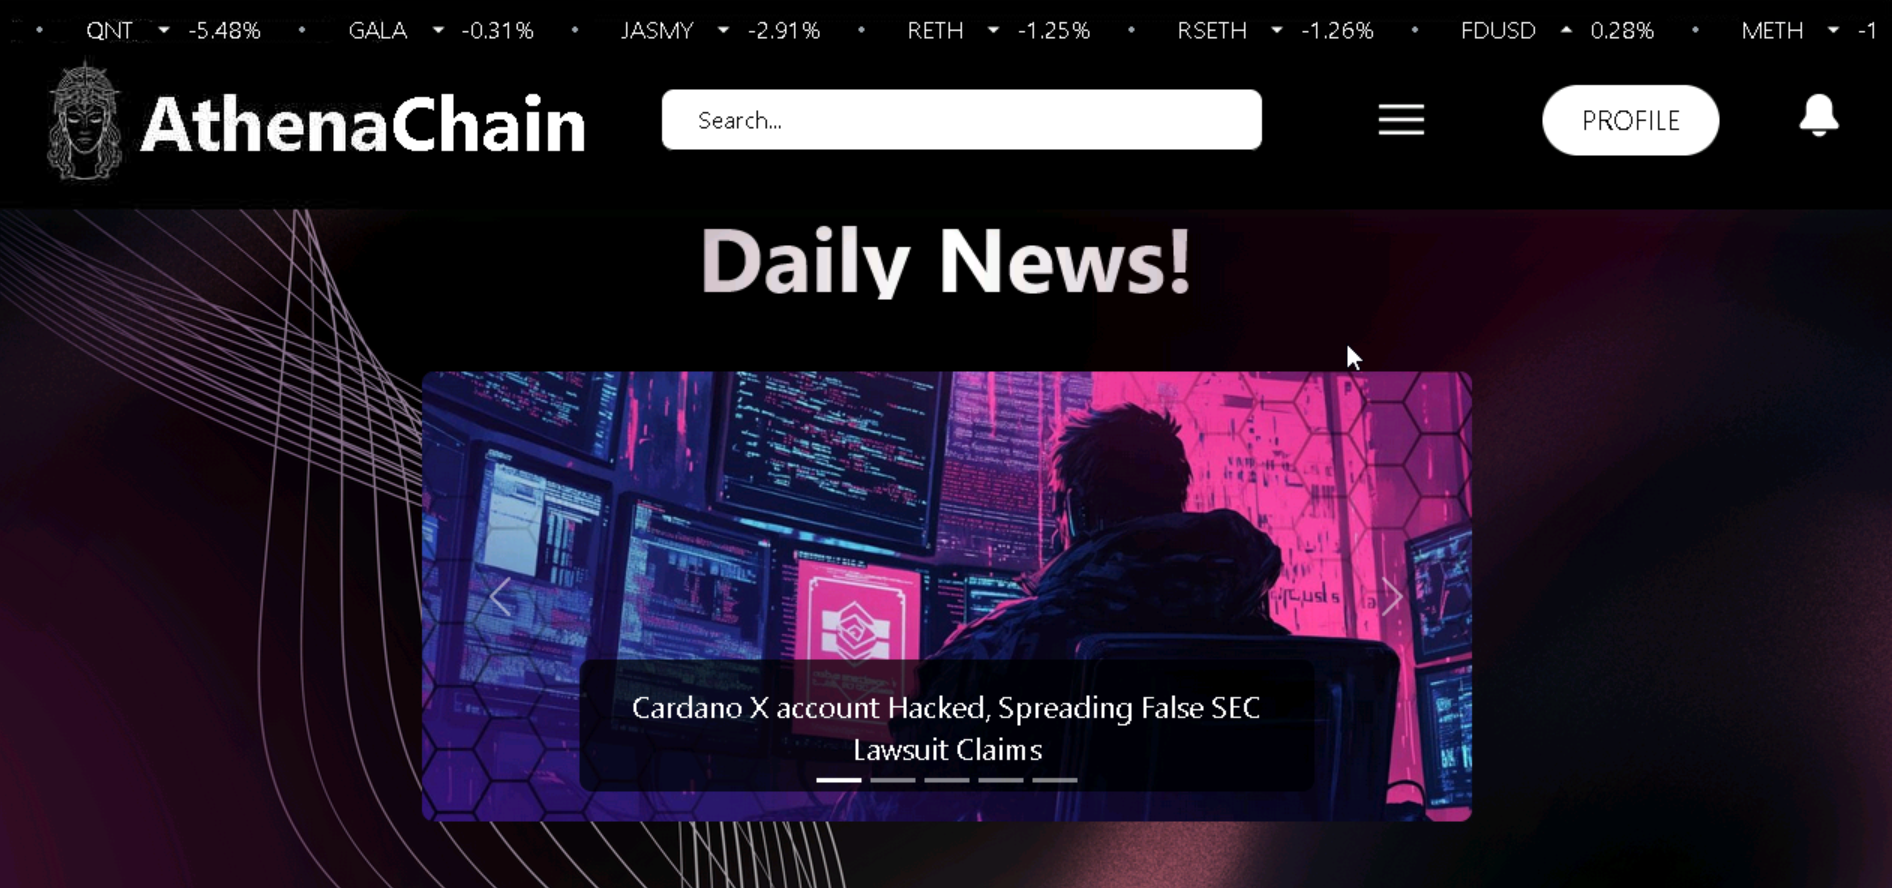 QNT -5.48% • GALA -0.31% • JASMY -2.91% • RETH -1.25% • RSETH -1.26% • FDUSD 0.28% • METH -1
AthenaChain
Search...
PROFILE
Daily News!
Cardano X account Hacked, Spreading False SEC
Lawsuit Claims